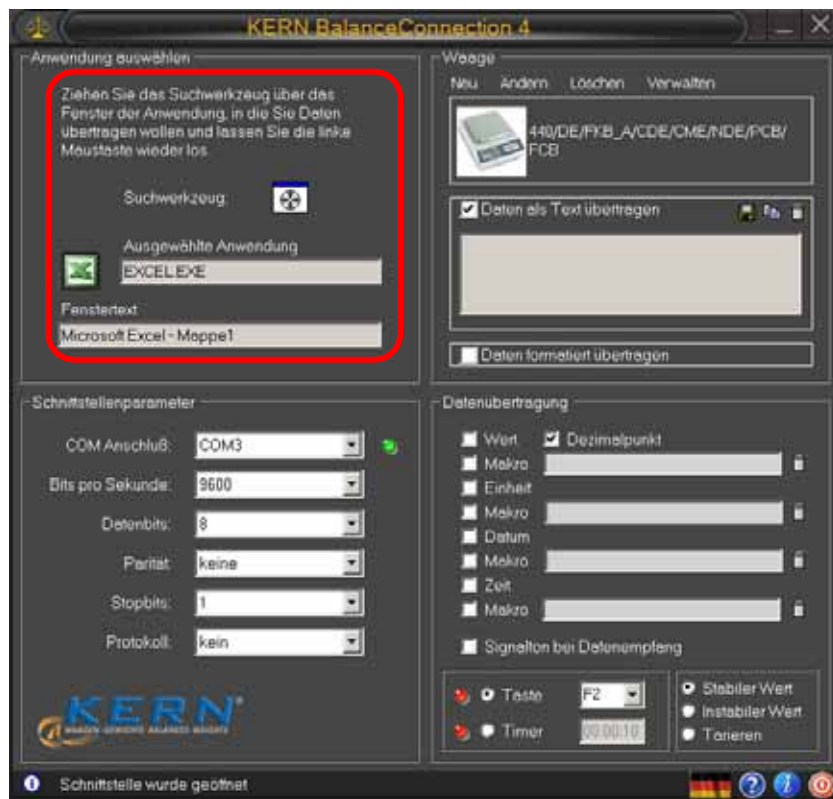 KERN BalanceConnection 4
Anwendung auswählen
Ziehen Sie das Suchwerkzeug über das
Fenster der Anwendung, in die Sie Daten
übertragen wollen und lassen Sie die linke
Maustaste wieder los.
Suchwerkzeug:
Ausgewählte Anwendung
EXCEL.EXE
Fenstertext
Microsoft Excel - Mappe1
Waage
Neu Ändern Löschen Verwalten
440/DE/FKB_A/CDE/CME/NDE/PCB/
FCB
Daten als Text übertragen
Daten formatiert übertragen
Schnittstellenparameter
COM Anschluß: COM3
Bits pro Sekunde: 9600
Datenbits: 8
Parität: keine
Stopbits: 1
Protokoll: kein
KERN
Datenübertragung
Wert Dezimalpunkt
Makro
Einheit
Makro
Datum
Makro
Zeit
Makro
Signalton bei Datenempfang
Taste F2
Timer 00:00:10
Stabiler Wert
Instabiler Wert
Tarieren
Schnittstelle wurde geöffnet